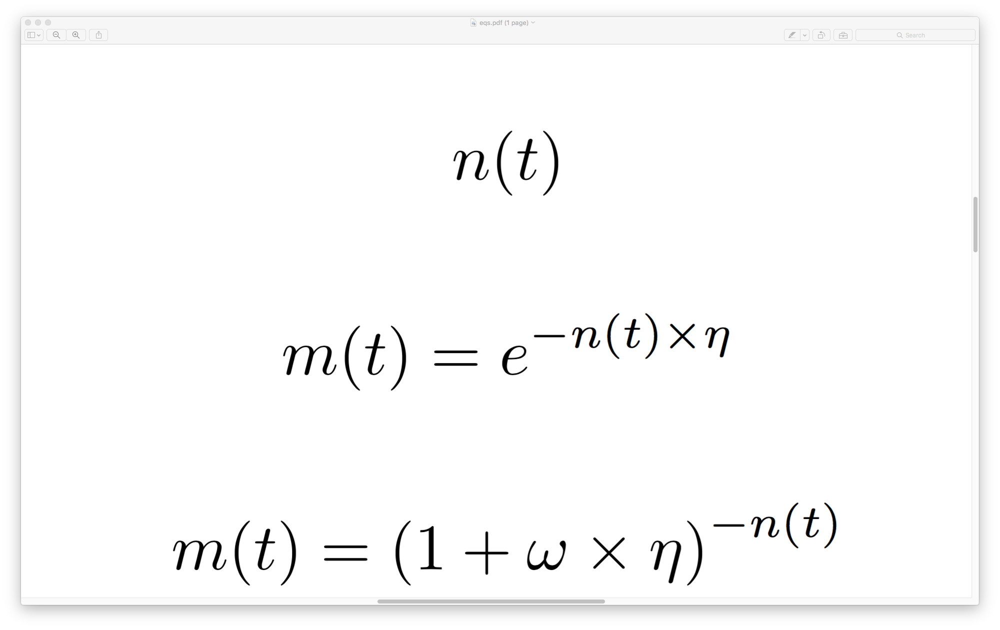 eqs.pdf (1 page)
Search
n(t)
m(t) = e^{−n(t)×η}
m(t) = (1 + ω × η)^{−n(t)}